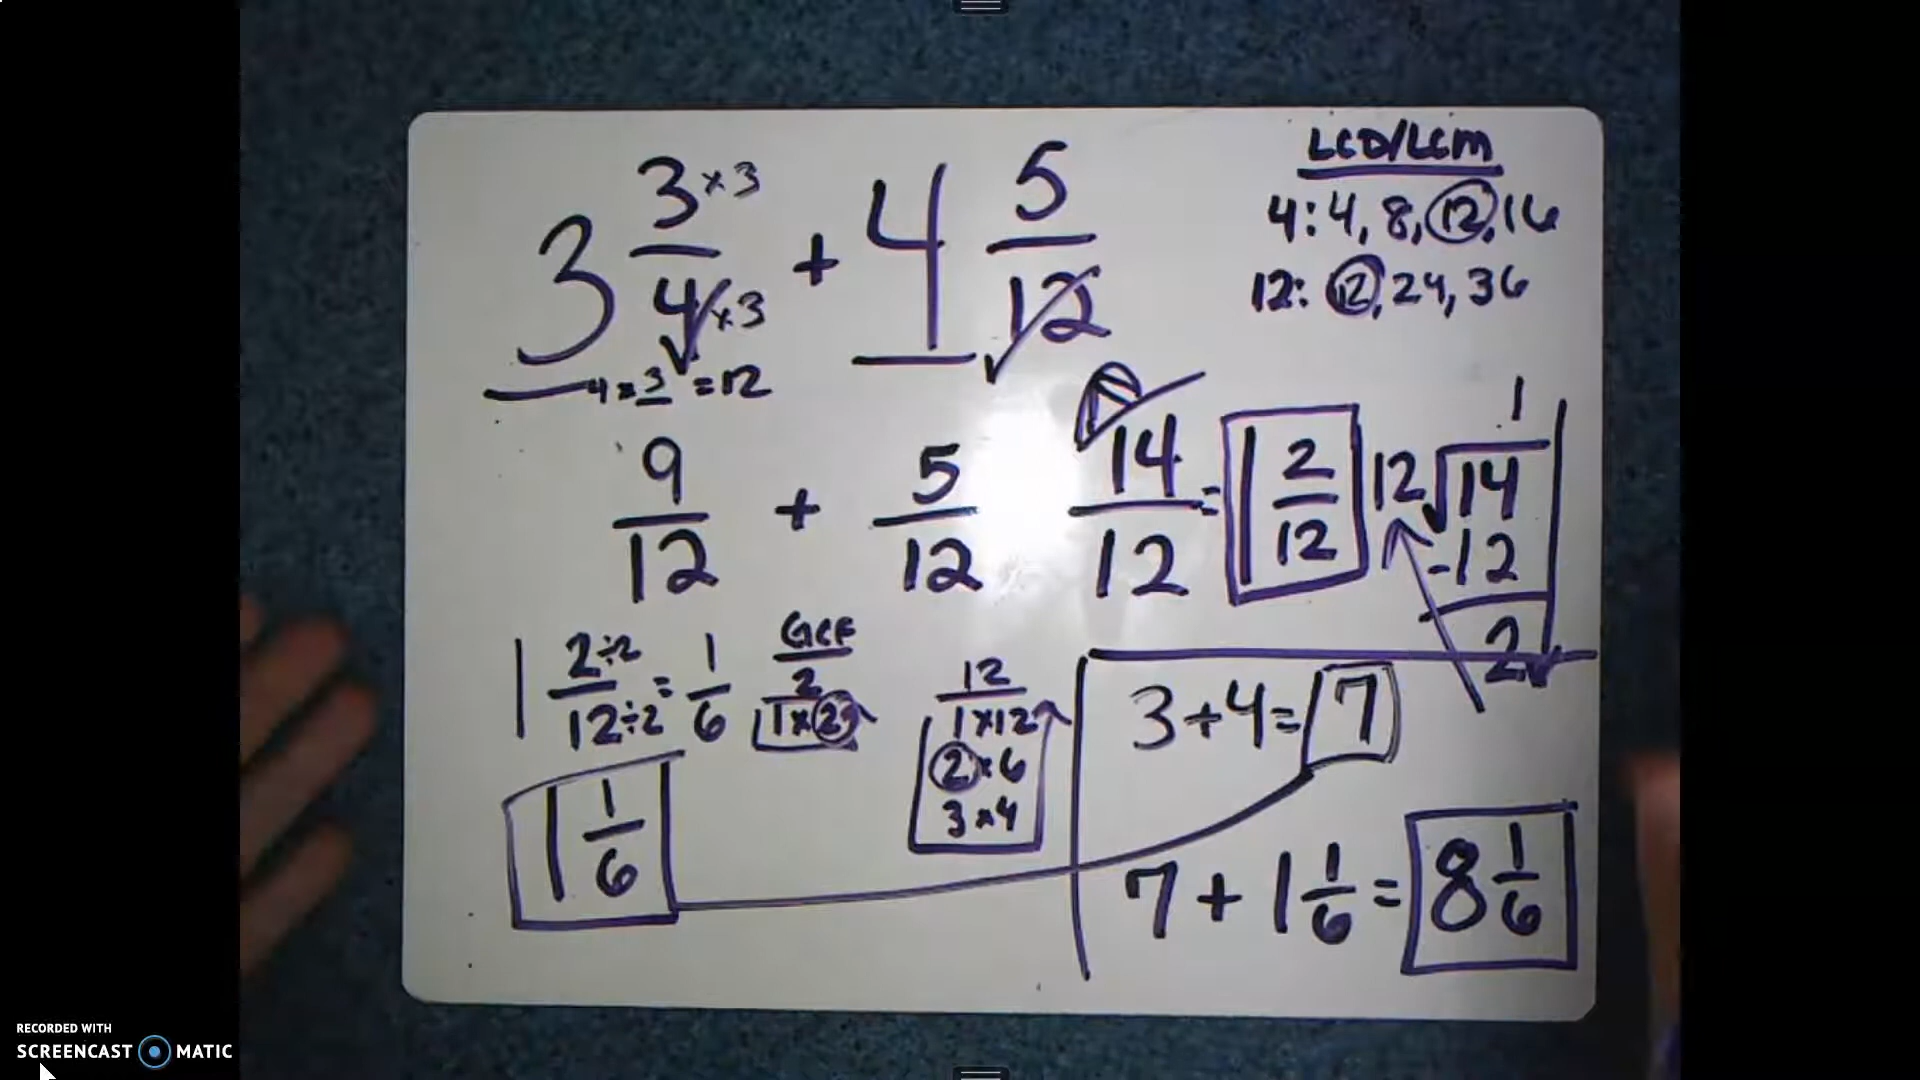 3 3/4 ×3 ×3 + 4 5/12
4 × 3 = 12
LCD/LCM
4: 4, 8, 12, 16
12: 12, 24, 36
9/12 + 5/12 14/12 = 1 2/12
1
12√14
-12
2
1 2÷2/12÷2 = 1/6
GCF
2
1×2
12
1×12
2×6
3×4
1 1/6
3+4=7
7 + 1 1/6 = 8 1/6
RECORDED WITH
SCREENCAST MATIC